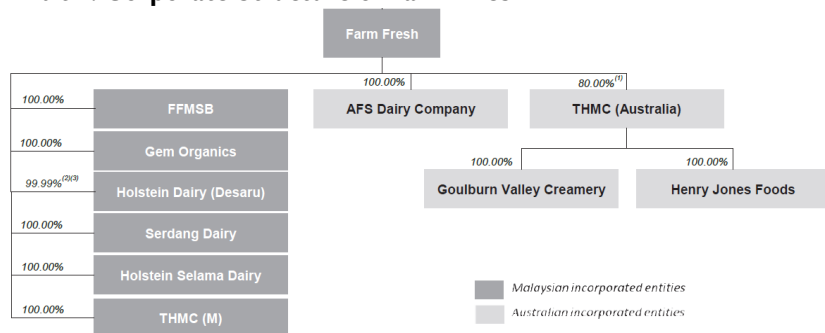 Farm Fresh
100.00%
80.00%(1)
100.00%
FFMSB
AFS Dairy Company
THMC (Australia)
100.00%
Gem Organics
100.00%
100.00%
99.99%(2)(3)
Holstein Dairy (Desaru)
Goulburn Valley Creamery
Henry Jones Foods
100.00%
Serdang Dairy
100.00%
Holstein Selama Dairy
Malaysian incorporated entities
100.00%
THMC (M)
Australian incorporated entities